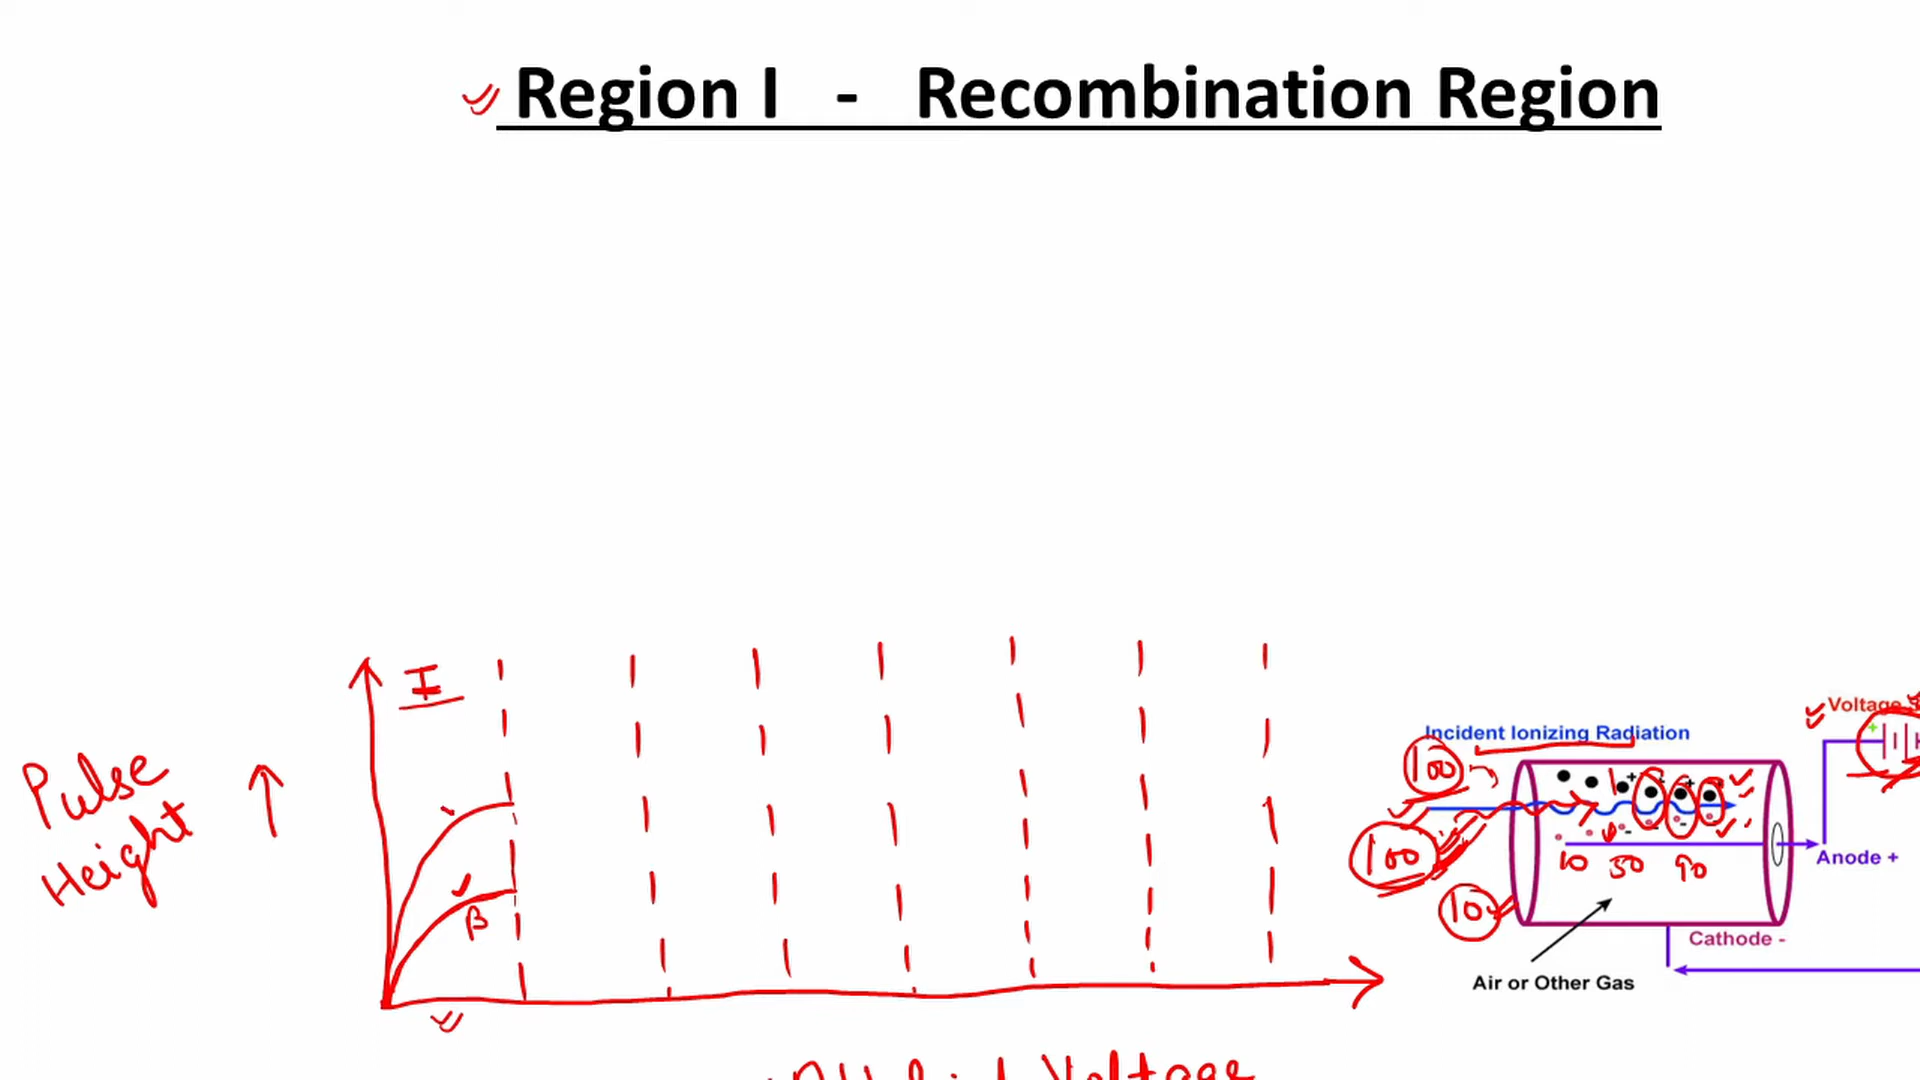 Region I - Recombination Region
I
Pulse
Height
β
Voltage
Incident Ionizing Radiation
+
100
100
10
10 50 90
Anode +
Cathode -
Air or Other Gas
Voltage